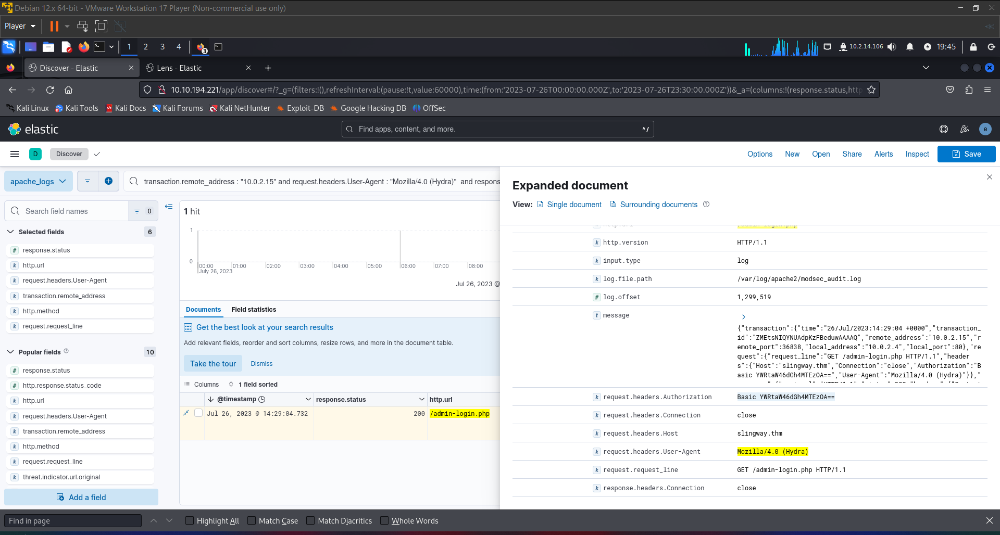 Debian 12.x 64-bit - VMware Workstation 17 Player (Non-commercial use only)
Player
1 2 3 4 3 10.2.14.106 19:45
Discover - Elastic Lens - Elastic
10.10.194.221/app/discover#/?_g=(filters:!(),refreshInterval:(pause:!t,value:60000),time:(from:'2023-07-26T00:00:00.000Z',to:'2023-07-26T23:30:00.000Z'))&_a=(columns:!(response.status,http
Kali Linux Kali Tools Kali Docs Kali Forums Kali NetHunter Exploit-DB Google Hacking DB OffSec
elastic Find apps, content, and more. ^/ e
D Discover Options New Open Share Alerts Inspect Save
apache_logs transaction.remote_address : "10.0.2.15" and request.headers.User-Agent : "Mozilla/4.0 (Hydra)" and respons
Search field names 0
Selected fields 6
# response.status
k http.url
k request.headers.User-Agent
k transaction.remote_address
k http.method
k request.request_line
Popular fields 10
# response.status
# http.response.status_code
k http.url
k request.headers.User-Agent
k transaction.remote_address
k http.method
k request.request_line
k threat.indicator.url.original
Add a field
1 hit
1
0
00:00 01:00 02:00 03:00 04:00 05:00 06:00 07:00 08:00
July 26, 2023
Jul 26, 2023 @
Documents Field statistics
Get the best look at your search results
Add relevant fields, reorder and sort columns, resize rows, and more in the document table.
Take the tour Dismiss
Columns 1 field sorted
@timestamp response.status http.url
Jul 26, 2023 @ 14:29:04.732 200 /admin-login.php
Expanded document
View: Single document Surrounding documents
http.url /admin-login.php
k http.version HTTP/1.1
k input.type log
k log.file.path /var/log/apache2/modsec_audit.log
# log.offset 1,299,519
t message
{"transaction":{"time":"26/Jul/2023:14:29:04 +0000","transaction_
id":"ZMEtsNIQYNUAdpKzFBeduwAAAAQ","remote_address":"10.0.2.15","r
emote_port":36838,"local_address":"10.0.2.4","local_port":80},"re
quest":{"request_line":"GET /admin-login.php HTTP/1.1","header
s":{"Host":"slingway.thm","Connection":"close","Authorization":"B
asic YWRtaW46dGh4MTEzOA==","User-Agent":"Mozilla/4.0 (Hydra)"}},"
k request.headers.Authorization Basic YWRtaW46dGh4MTEzOA==
k request.headers.Connection close
k request.headers.Host slingway.thm
k request.headers.User-Agent Mozilla/4.0 (Hydra)
k request.request_line GET /admin-login.php HTTP/1.1
k response.headers.Connection close
Find in page Highlight All Match Case Match Diacritics Whole Words